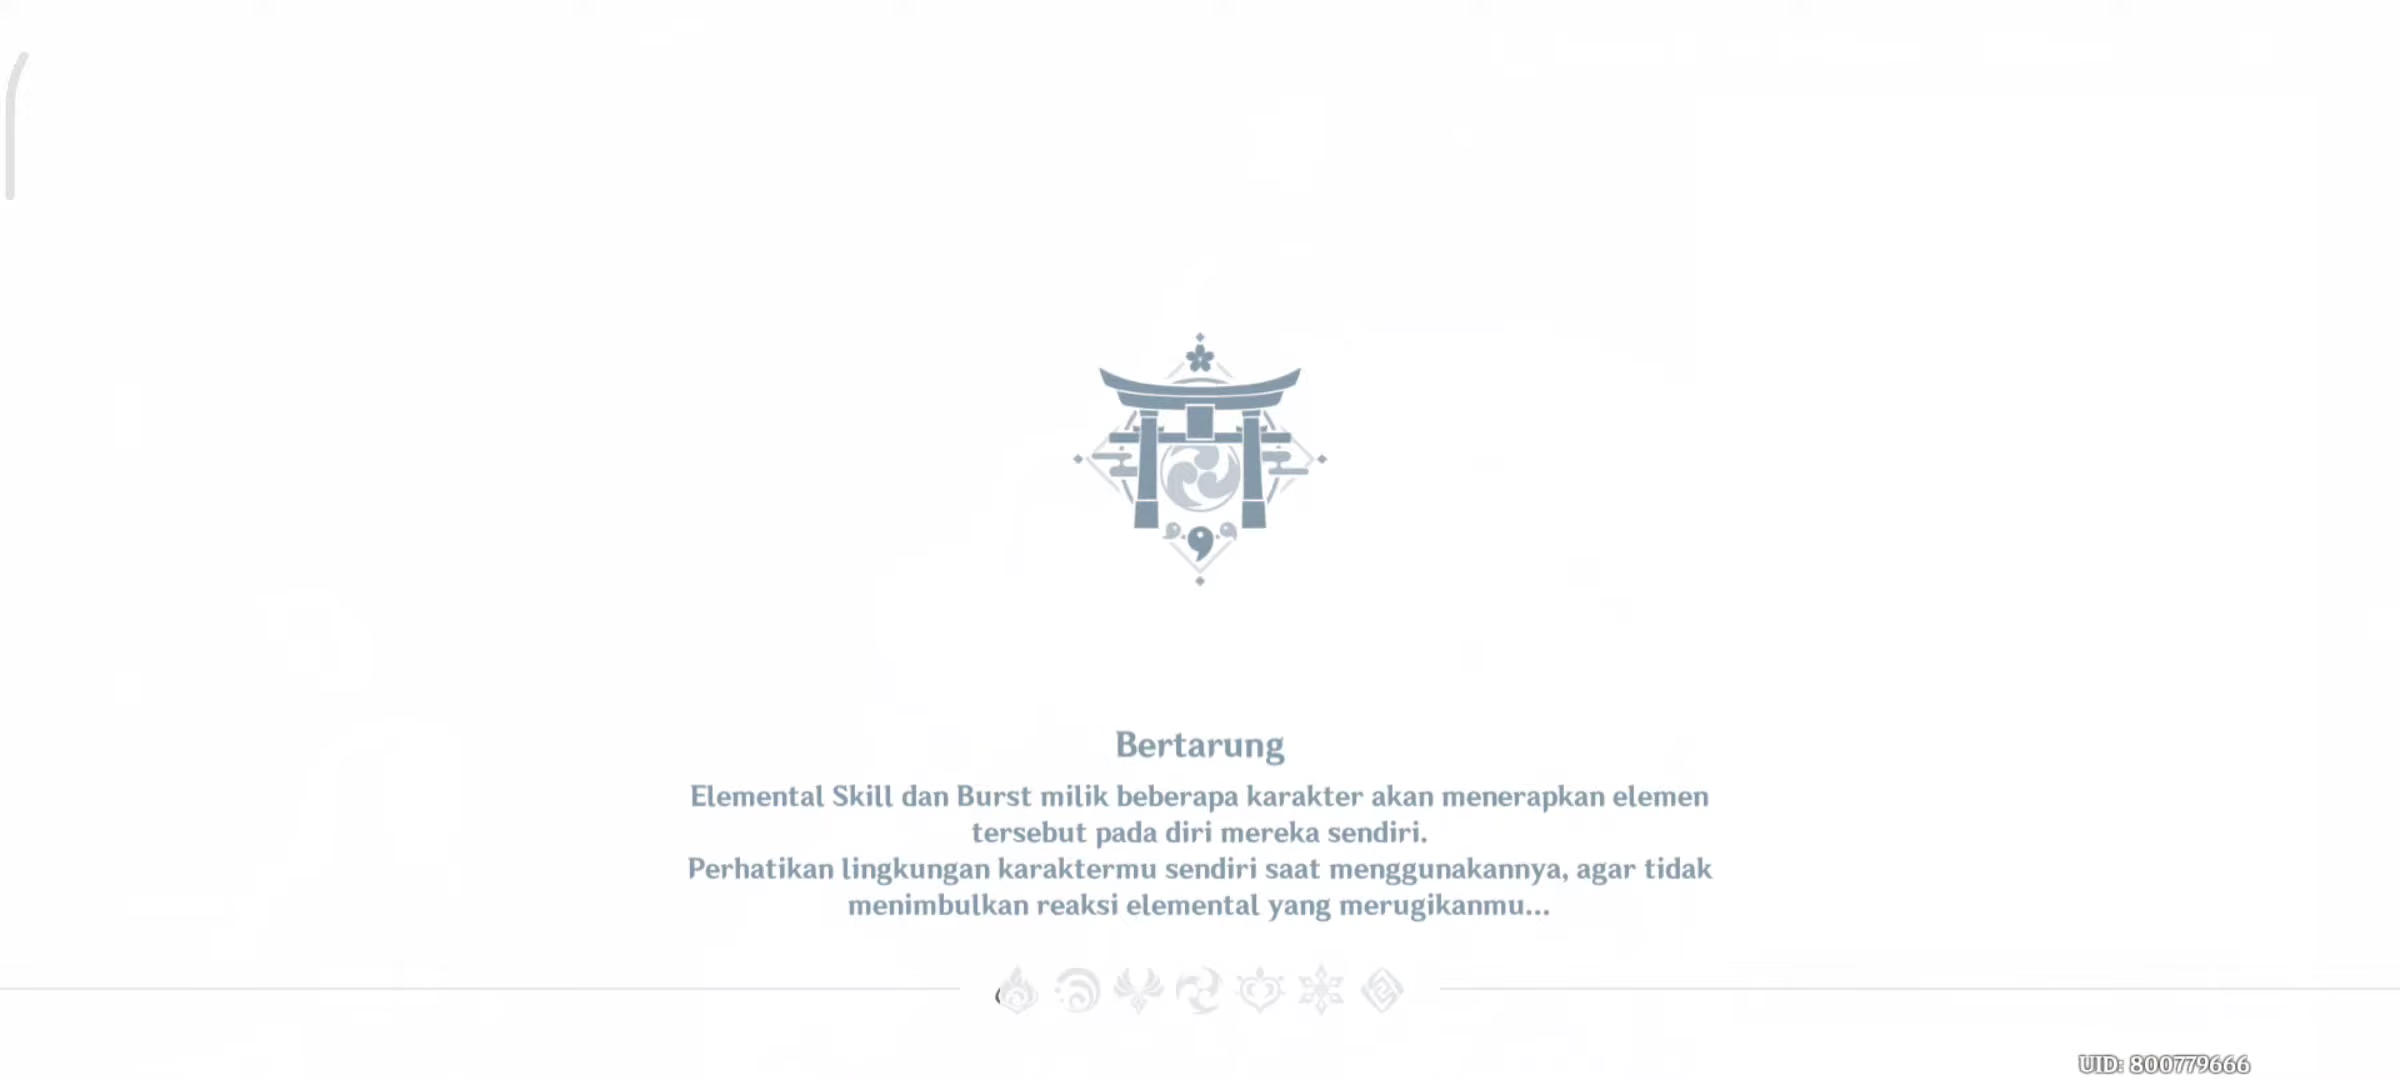 Bertarung
Elemental Skill dan Burst milik beberapa karakter akan menerapkan elemen
tersebut pada diri mereka sendiri.
Perhatikan lingkungan karaktermu sendiri saat menggunakannya, agar tidak
menimbulkan reaksi elemental yang merugikanmu...
UID: 800779666